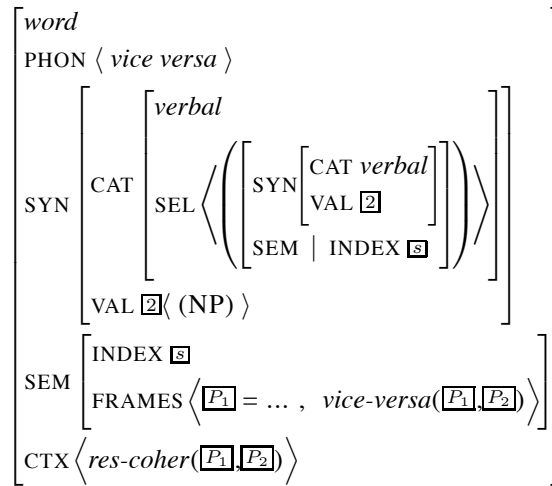 word
PHON ⟨ vice versa ⟩
verbal
SYN CAT SEL ⟨ ( SYN CAT verbal
VAL 2
SEM | INDEX s ) ⟩
VAL 2 ⟨ (NP) ⟩
SEM INDEX s
FRAMES ⟨ P1 = ... , vice-versa(P1,P2) ⟩
CTX ⟨ res-coher(P1,P2) ⟩